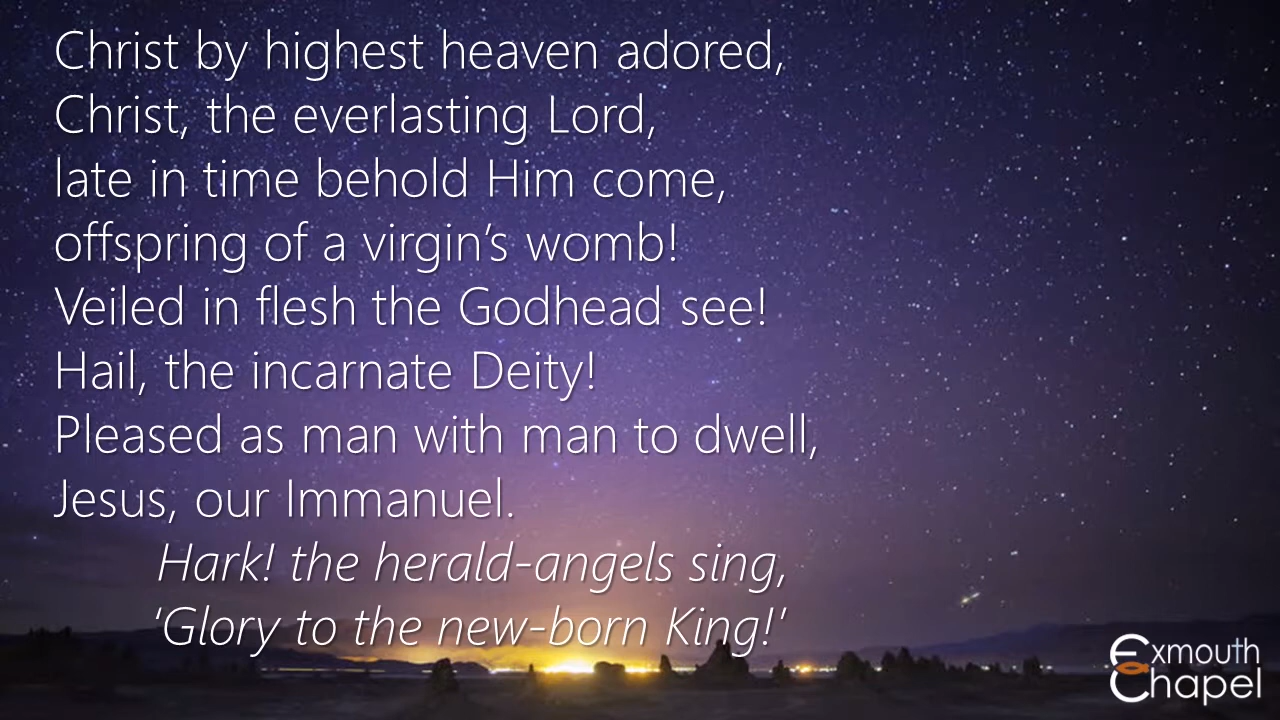 Christ by highest heaven adored,
Christ, the everlasting Lord,
late in time behold Him come,
offspring of a virgin’s womb!
Veiled in flesh the Godhead see!
Hail, the incarnate Deity!
Pleased as man with man to dwell,
Jesus, our Immanuel.
Hark! the herald-angels sing,
‘Glory to the new-born King!’
Exmouth
Chapel